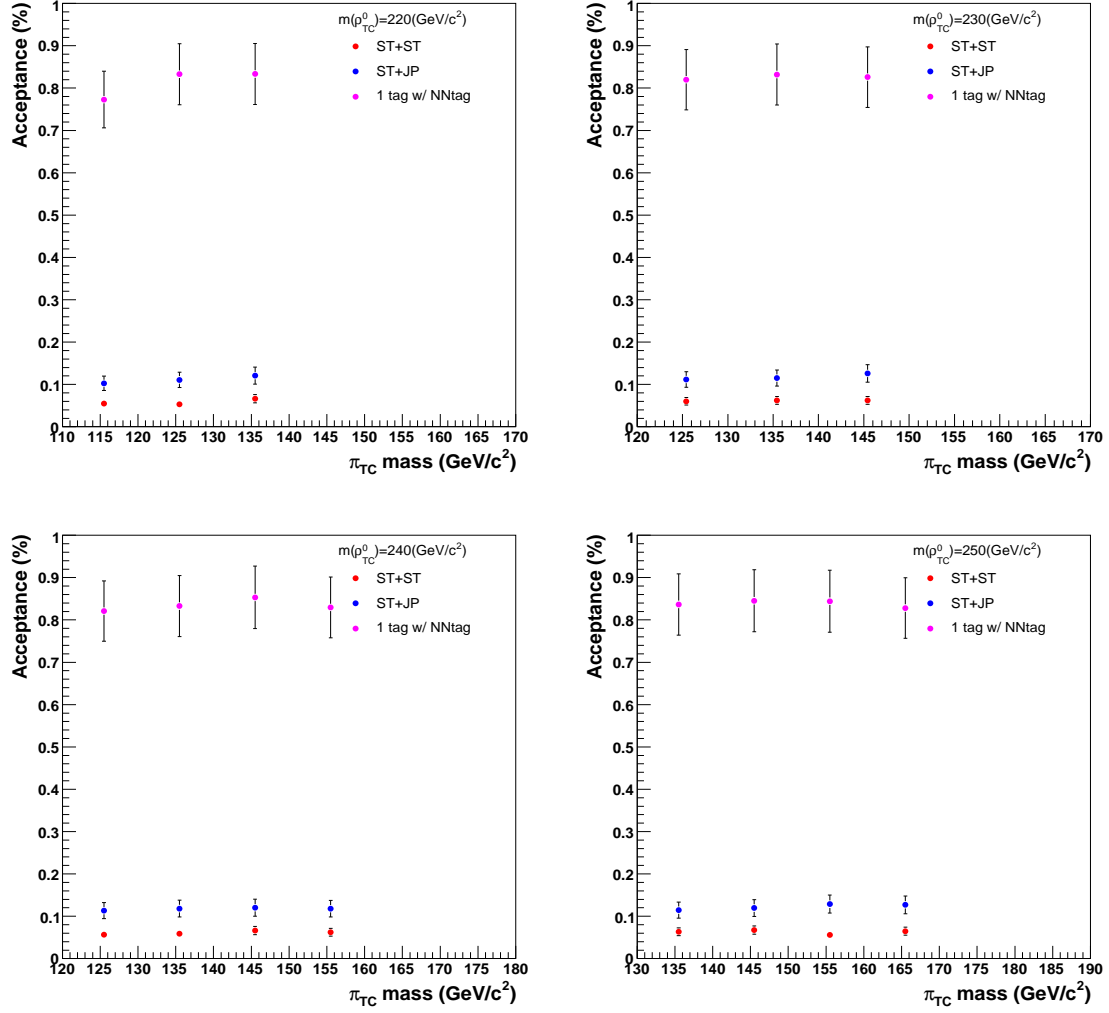 m(ρ⁰_TC)=220(GeV/c²)
ST+ST
ST+JP
1 tag w/ NNtag
Acceptance (%)
1
0.9
0.8
0.7
0.6
0.5
0.4
0.3
0.2
0.1
0
110 115 120 125 130 135 140 145 150 155 160 165 170
π_TC mass (GeV/c²)
m(ρ⁰_TC)=230(GeV/c²)
ST+ST
ST+JP
1 tag w/ NNtag
Acceptance (%)
1
0.9
0.8
0.7
0.6
0.5
0.4
0.3
0.2
0.1
0
120 125 130 135 140 145 150 155 160 165 170
π_TC mass (GeV/c²)
m(ρ⁰_TC)=240(GeV/c²)
ST+ST
ST+JP
1 tag w/ NNtag
Acceptance (%)
1
0.9
0.8
0.7
0.6
0.5
0.4
0.3
0.2
0.1
0
120 125 130 135 140 145 150 155 160 165 170 175 180
π_TC mass (GeV/c²)
m(ρ⁰_TC)=250(GeV/c²)
ST+ST
ST+JP
1 tag w/ NNtag
Acceptance (%)
1
0.9
0.8
0.7
0.6
0.5
0.4
0.3
0.2
0.1
0
130 135 140 145 150 155 160 165 170 175 180 185 190
π_TC mass (GeV/c²)